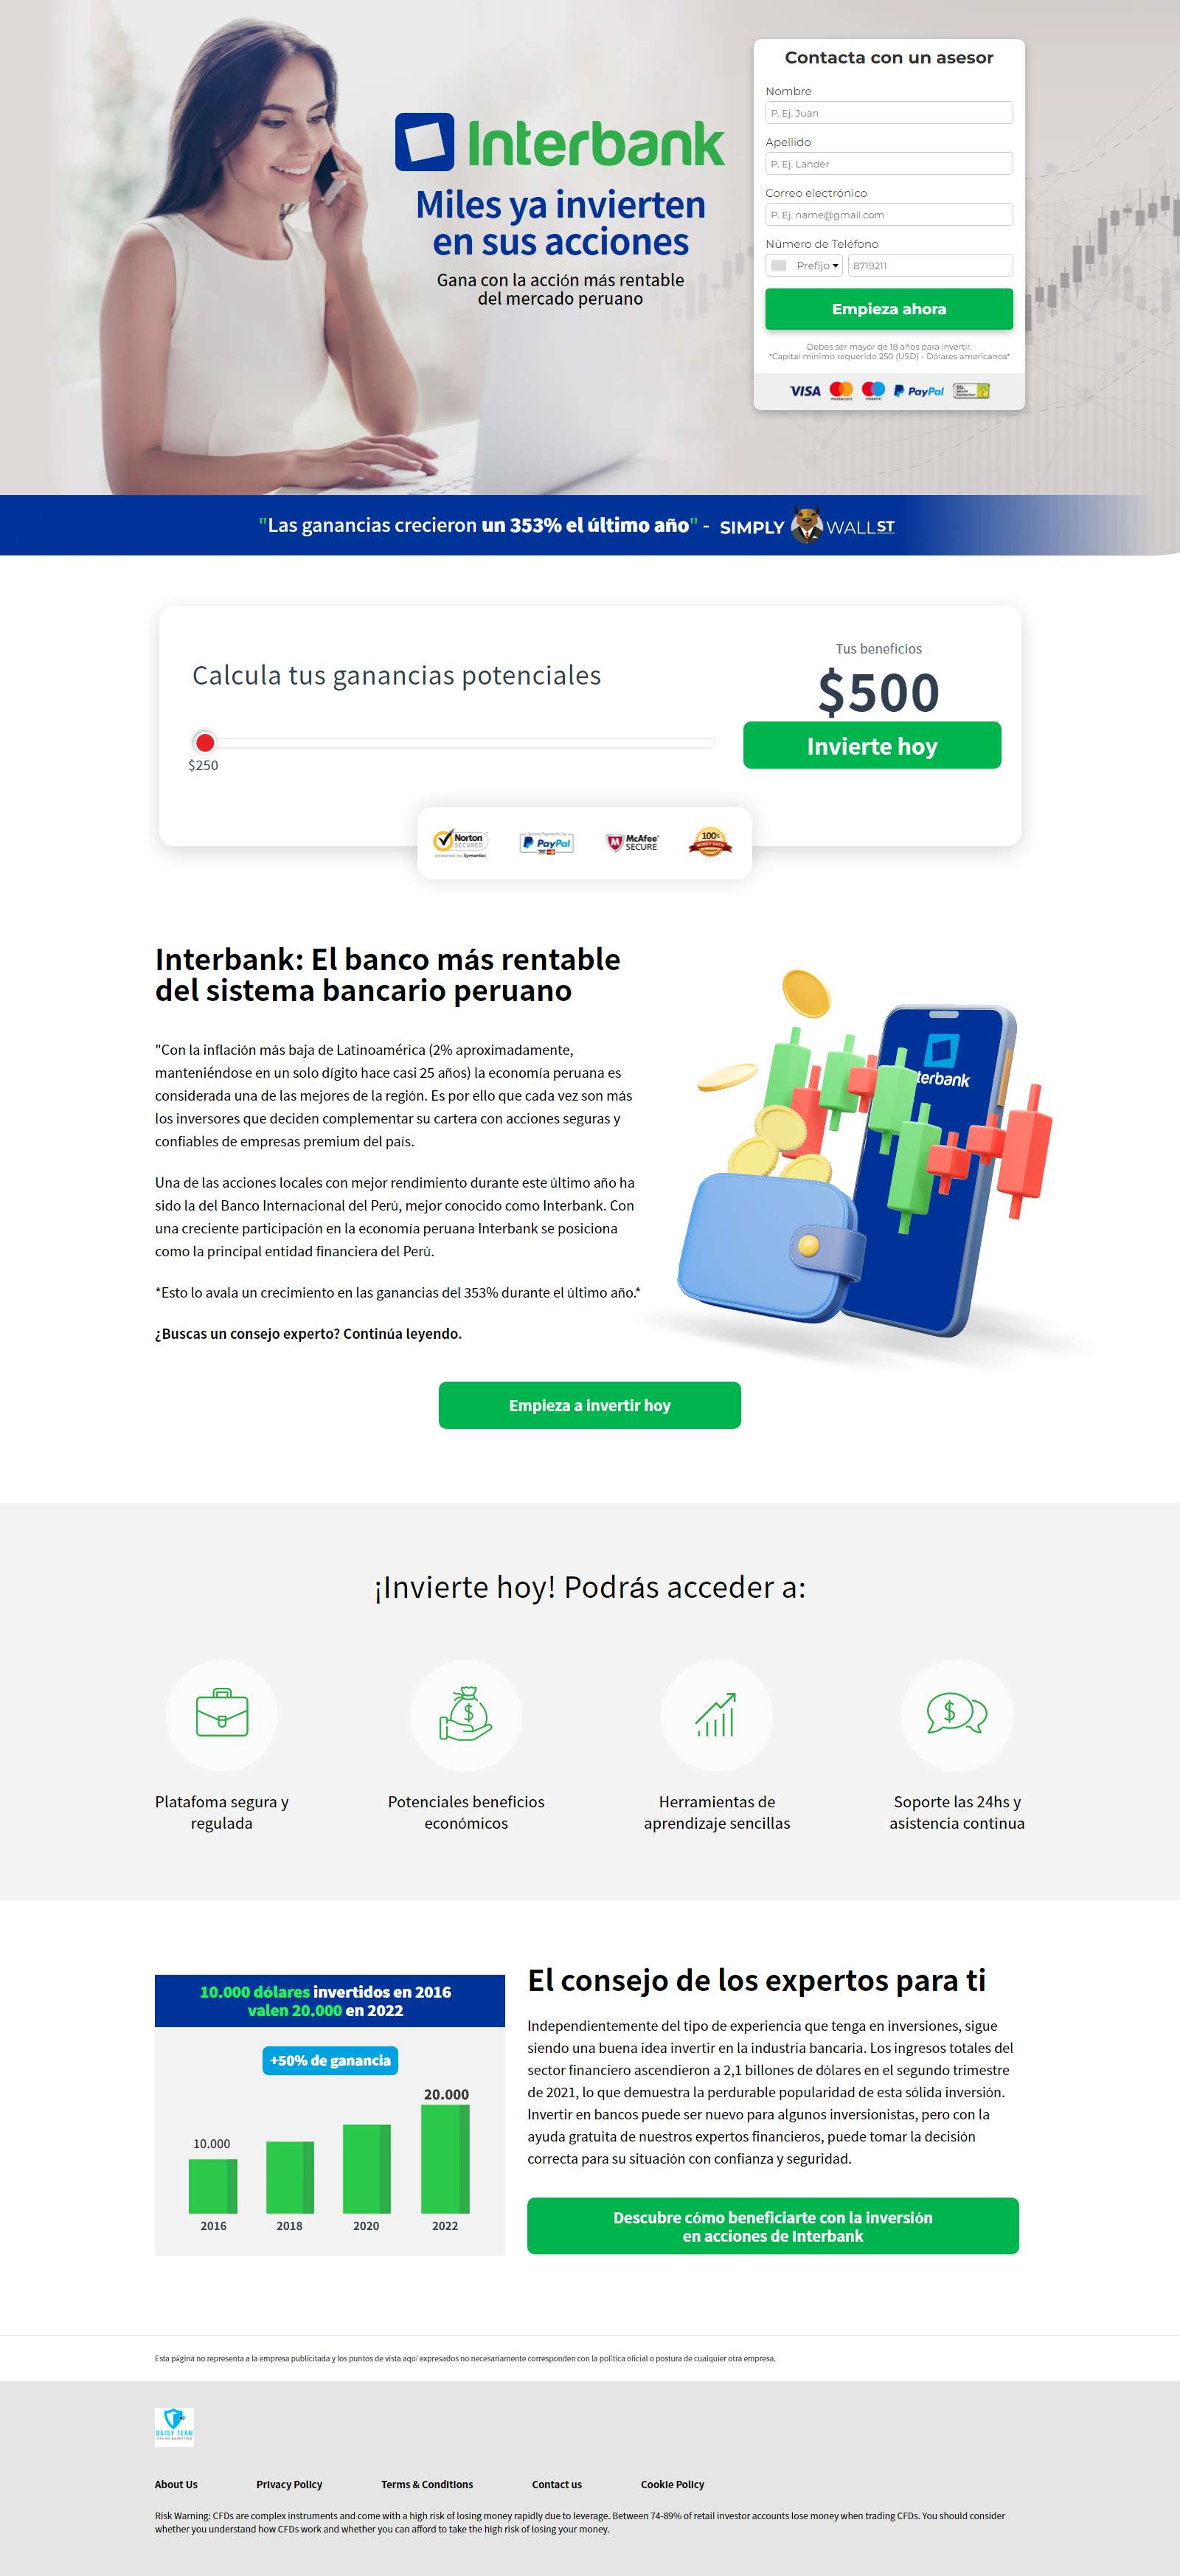 Interbank
Miles ya invierten
en sus acciones
Gana con la acción más rentable
del mercado peruano
Contacta con un asesor
Nombre
P. Ej. Juan
Apellido
P. Ej. Lander
Correo electrónico
P. Ej. name@gmail.com
Número de Teléfono
Prefijo 8719211
Empieza ahora
Debes ser mayor de 18 años para invertir.
*Capital mínimo requerido 250 (USD) - Dólares americanos*
VISA mastercard maestro PayPal SSL Secure Connection
"Las ganancias crecieron un 353% el último año" - SIMPLY WALLST
Calcula tus ganancias potenciales
$250
Tus beneficios
$500
Invierte hoy
Norton SECURED powered by Symantec
Secure Payments by PayPal
McAfee SECURE
100% MONEY BACK
Interbank: El banco más rentable
del sistema bancario peruano
"Con la inflación más baja de Latinoamérica (2% aproximadamente,
manteniéndose en un solo dígito hace casi 25 años) la economía peruana es
considerada una de las mejores de la región. Es por ello que cada vez son más
los inversores que deciden complementar su cartera con acciones seguras y
confiables de empresas premium del país.
Una de las acciones locales con mejor rendimiento durante este último año ha
sido la del Banco Internacional del Perú, mejor conocido como Interbank. Con
una creciente participación en la economía peruana Interbank se posiciona
como la principal entidad financiera del Perú.
*Esto lo avala un crecimiento en las ganancias del 353% durante el último año.*
¿Buscas un consejo experto? Continúa leyendo.
terbank
Empieza a invertir hoy
¡Invierte hoy! Podrás acceder a:
Platafoma segura y
regulada
Potenciales beneficios
económicos
Herramientas de
aprendizaje sencillas
Soporte las 24hs y
asistencia continua
10.000 dólares invertidos en 2016
valen 20.000 en 2022
+50% de ganancia
20.000
10.000
2016 2018 2020 2022
El consejo de los expertos para ti
Independientemente del tipo de experiencia que tenga en inversiones, sigue
siendo una buena idea invertir en la industria bancaria. Los ingresos totales del
sector financiero ascendieron a 2,1 billones de dólares en el segundo trimestre
de 2021, lo que demuestra la perdurable popularidad de esta sólida inversión.
Invertir en bancos puede ser nuevo para algunos inversionistas, pero con la
ayuda gratuita de nuestros expertos financieros, puede tomar la decisión
correcta para su situación con confianza y seguridad.
Descubre cómo beneficiarte con la inversión
en acciones de Interbank
Esta página no representa a la empresa publicitada y los puntos de vista aquí expresados no necesariamente corresponden con la política oficial o postura de cualquier otra empresa.
DAISY TEAM
ONLINE MARKETING
About Us Privacy Policy Terms & Conditions Contact us Cookie Policy
Risk Warning: CFDs are complex instruments and come with a high risk of losing money rapidly due to leverage. Between 74-89% of retail investor accounts lose money when trading CFDs. You should consider
whether you understand how CFDs work and whether you can afford to take the high risk of losing your money.